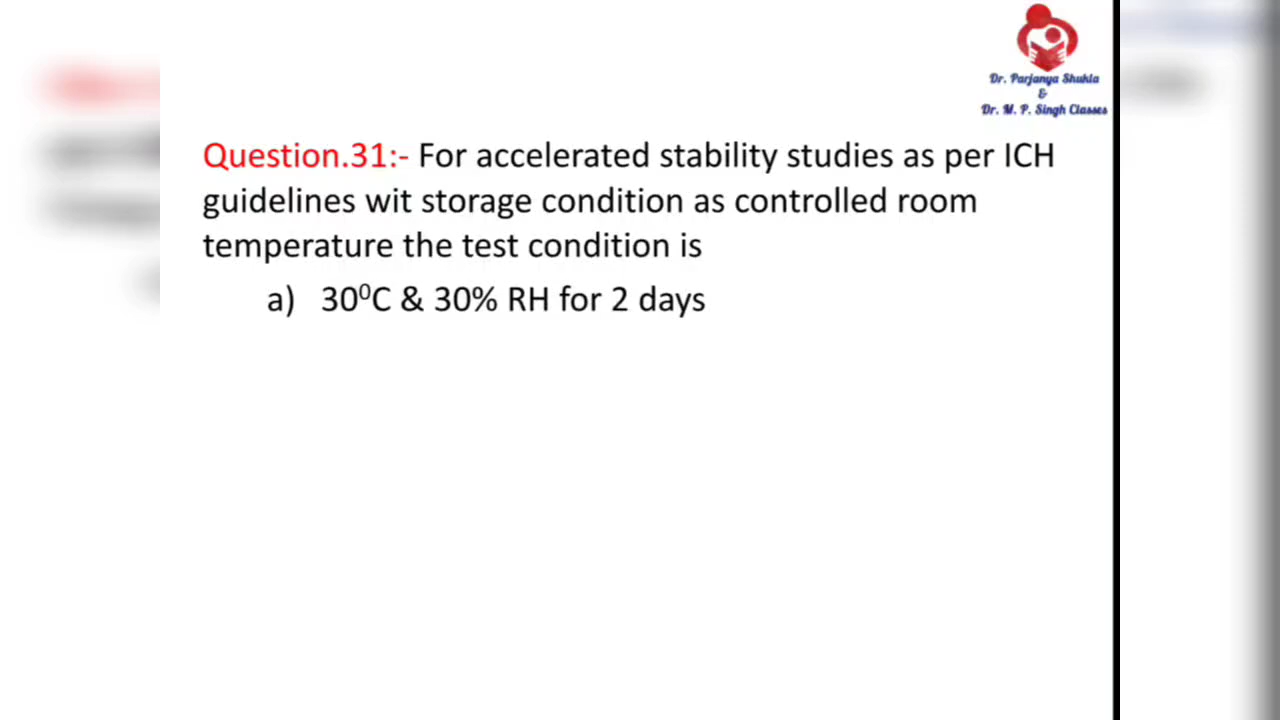 Dr. Parjanya Shukla
&
Dr. M. P. Singh Classes
Question.31:- For accelerated stability studies as per ICH
guidelines wit storage condition as controlled room
temperature the test condition is
a) 30⁰C & 30% RH for 2 days